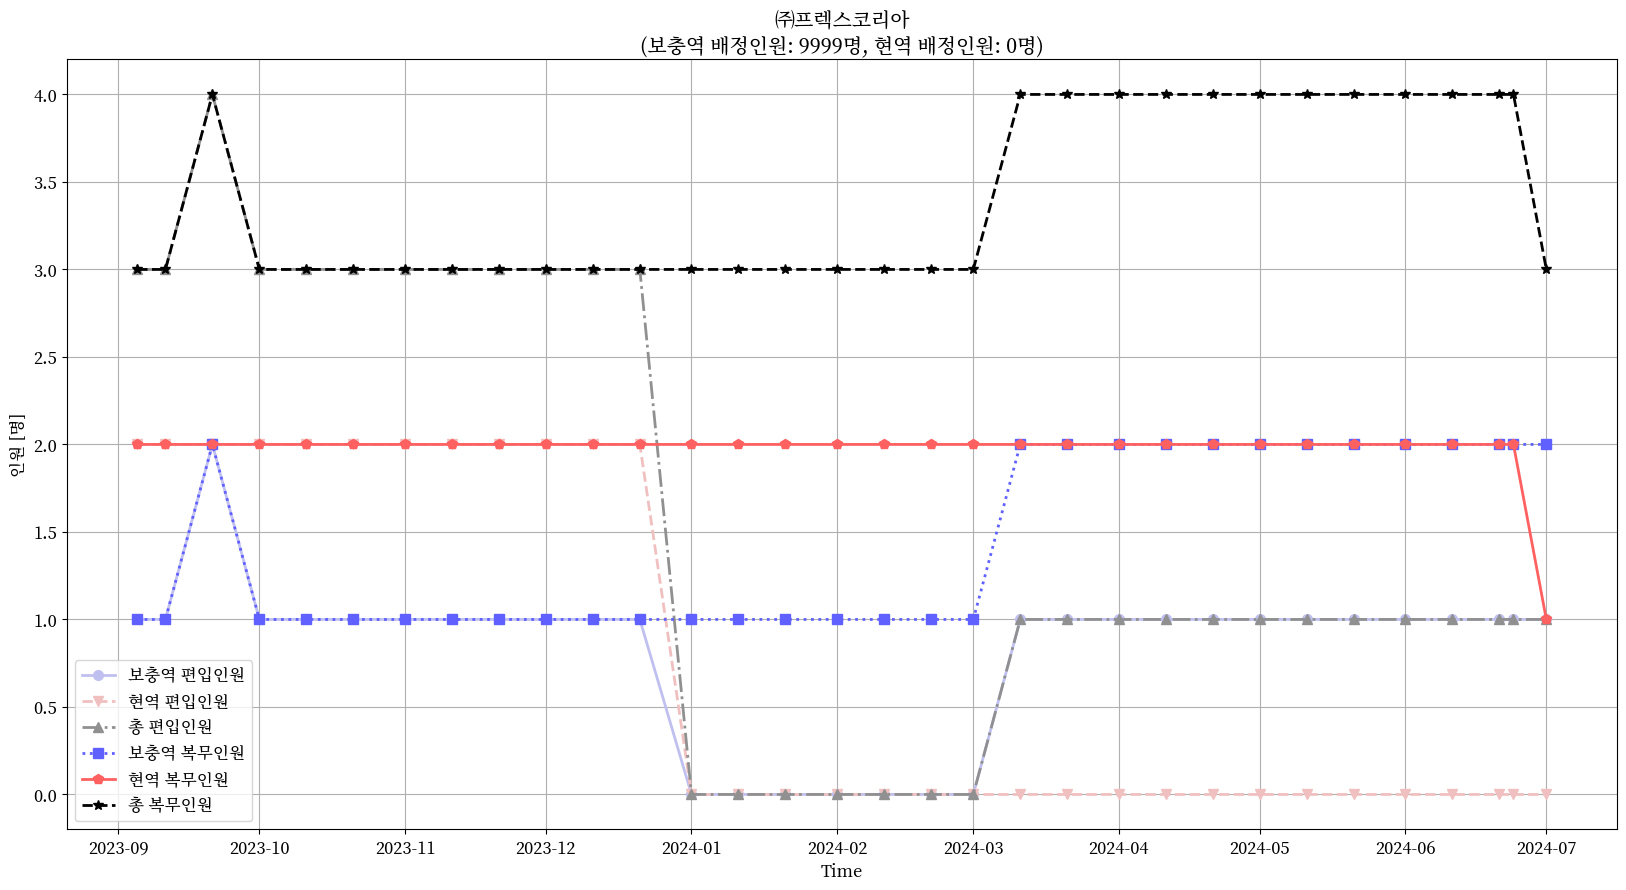 ㈜프렉스코리아
(보충역 배정인원: 9999명, 현역 배정인원: 0명)
4.0
3.5
3.0
2.5
2.0
1.5
1.0
0.5
0.0
인원 [명]
보충역 편입인원
현역 편입인원
총 편입인원
보충역 복무인원
현역 복무인원
총 복무인원
2023-09 2023-10 2023-11 2023-12 2024-01 2024-02 2024-03 2024-04 2024-05 2024-06 2024-07
Time